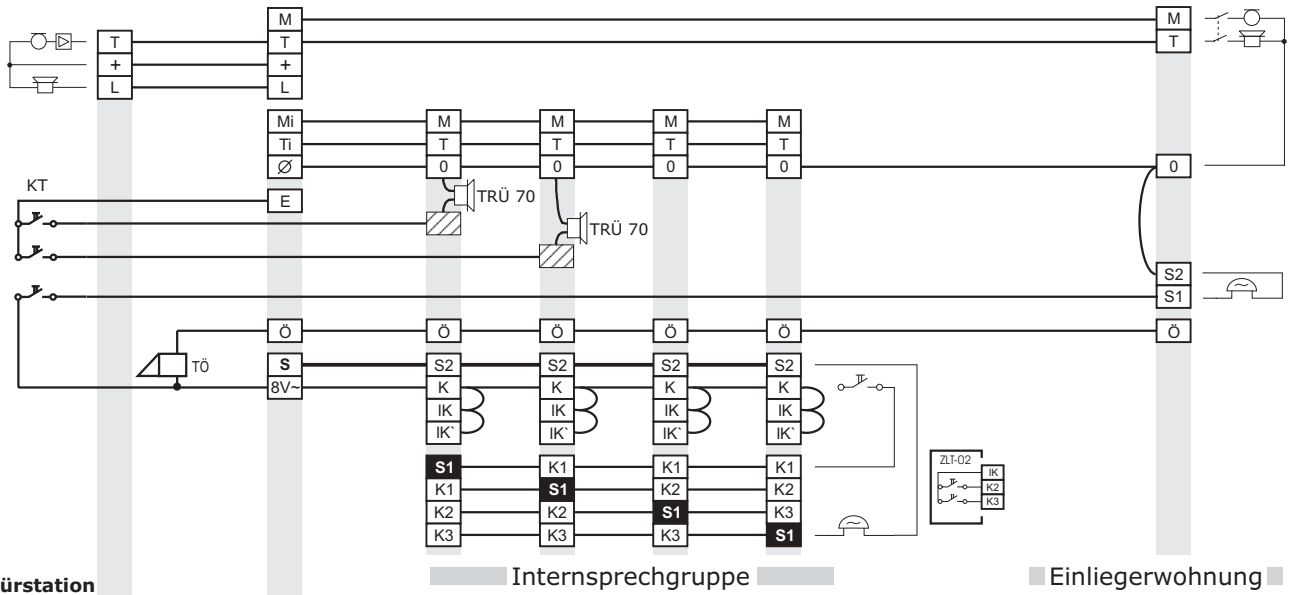 M M
T T T
+ +
L L
Mi M M M M
Ti T T T T
Ø 0 0 0 0 0
KT
E
TRÜ 70
TRÜ 70
S2
S1
Ö Ö Ö Ö Ö Ö
TÖ
S S2 S2 S2 S2
8V~ K K K K
IK IK IK IK
IK` IK` IK` IK`
S1 K1 K1 K1
K1 S1 K2 K2
K2 K2 S1 K3
K3 K3 K3 S1
ZLT-02
IK
K2
K3
Internsprechgruppe
Einliegerwohnung
ürstation